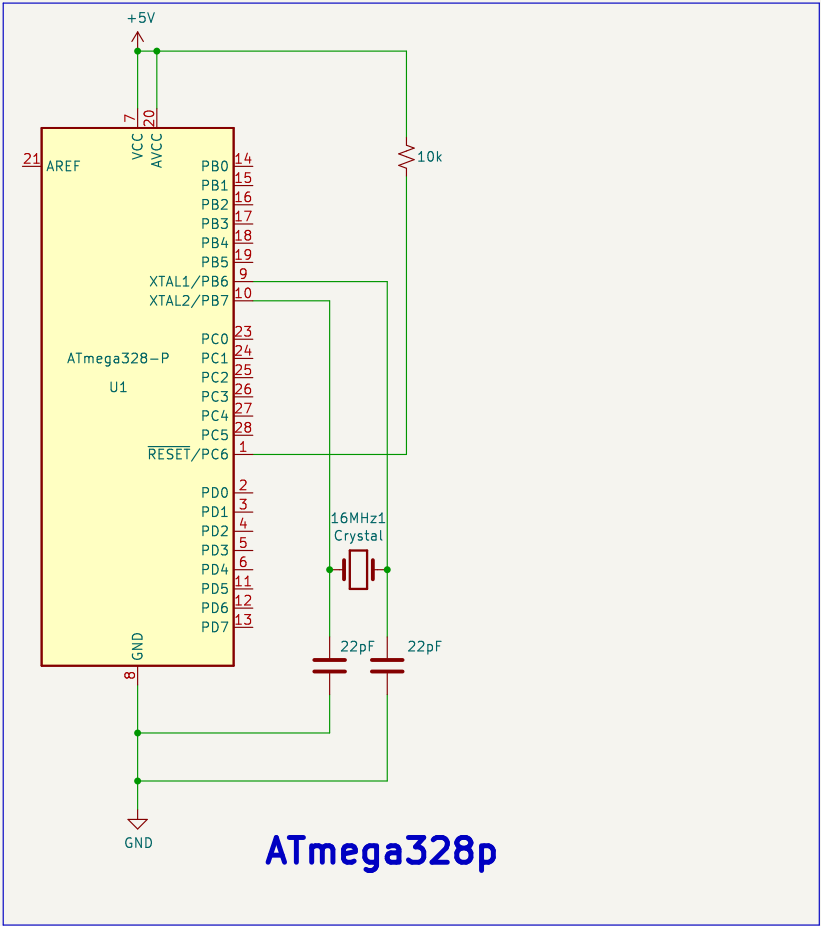 +5V
7
20
VCC
AVCC
21
AREF
PB0
14
PB1
15
PB2
16
PB3
17
PB4
18
PB5
19
XTAL1/PB6
9
XTAL2/PB7
10
10k
PC0
23
ATmega328-P
PC1
24
U1
PC2
25
PC3
26
PC4
27
PC5
28
RESET/PC6
1
PD0
2
PD1
3
PD2
4
PD3
5
PD4
6
PD5
11
PD6
12
PD7
13
16MHz1
Crystal
GND
8
22pF
22pF
GND
ATmega328p